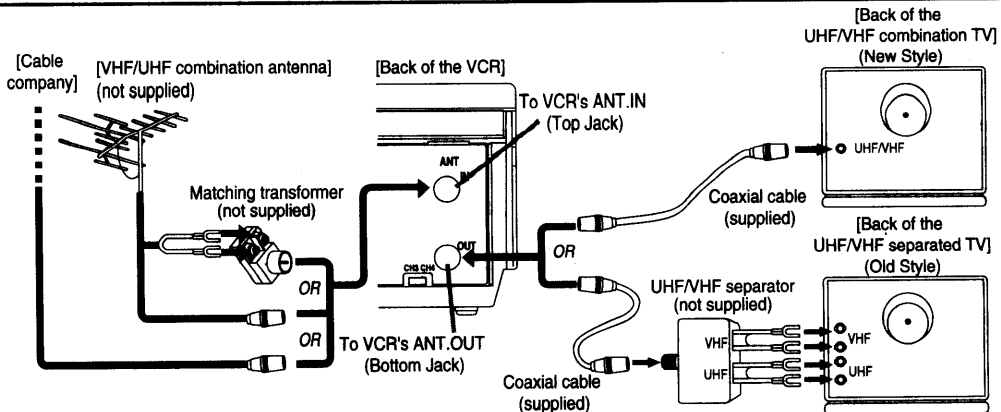 [Cable
company]
[VHF/UHF combination antenna]
(not supplied)
[Back of the VCR]
To VCR's ANT.IN
(Top Jack)
[Back of the
UHF/VHF combination TV]
(New Style)
ANT
IN
UHF/VHF
Matching transformer
(not supplied)
Coaxial cable
(supplied)
OR
OR
OUT
CH3 CH4
OR
To VCR's ANT.OUT
(Bottom Jack)
[Back of the
UHF/VHF separated TV]
(Old Style)
UHF/VHF separator
(not supplied)
VHF
UHF
VHF
UHF
Coaxial cable
(supplied)